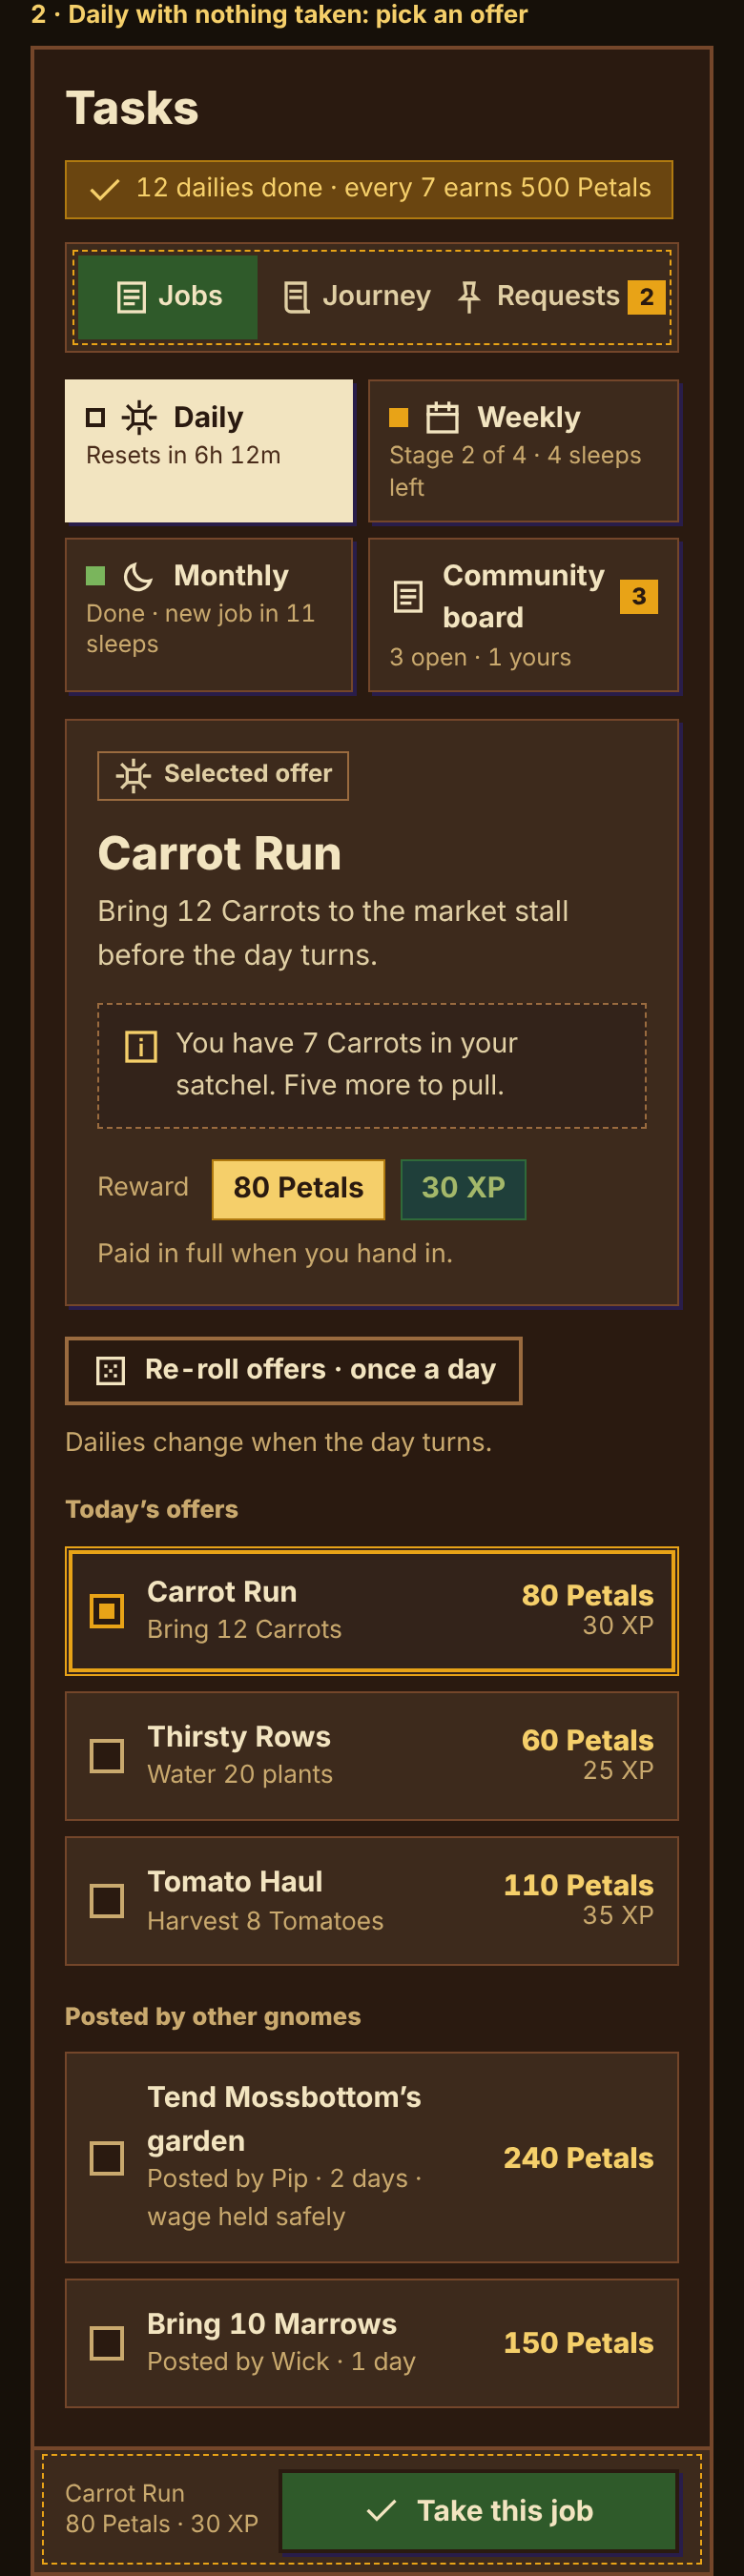 2 · Daily with nothing taken: pick an offer
Tasks
12 dailies done · every 7 earns 500 Petals
Jobs
Journey
Requests 2
Daily
Resets in 6h 12m
Weekly
Stage 2 of 4 · 4 sleeps
left
Monthly
Done · new job in 11
sleeps
Community
board
3
3 open · 1 yours
Selected offer
Carrot Run
Bring 12 Carrots to the market stall
before the day turns.
You have 7 Carrots in your
satchel. Five more to pull.
Reward 80 Petals 30 XP
Paid in full when you hand in.
Re-roll offers · once a day
Dailies change when the day turns.
Today’s offers
Carrot Run
Bring 12 Carrots
80 Petals
30 XP
Thirsty Rows
Water 20 plants
60 Petals
25 XP
Tomato Haul
Harvest 8 Tomatoes
110 Petals
35 XP
Posted by other gnomes
Tend Mossbottom’s
garden
Posted by Pip · 2 days ·
wage held safely
240 Petals
Bring 10 Marrows
Posted by Wick · 1 day
150 Petals
Carrot Run
80 Petals · 30 XP
Take this job